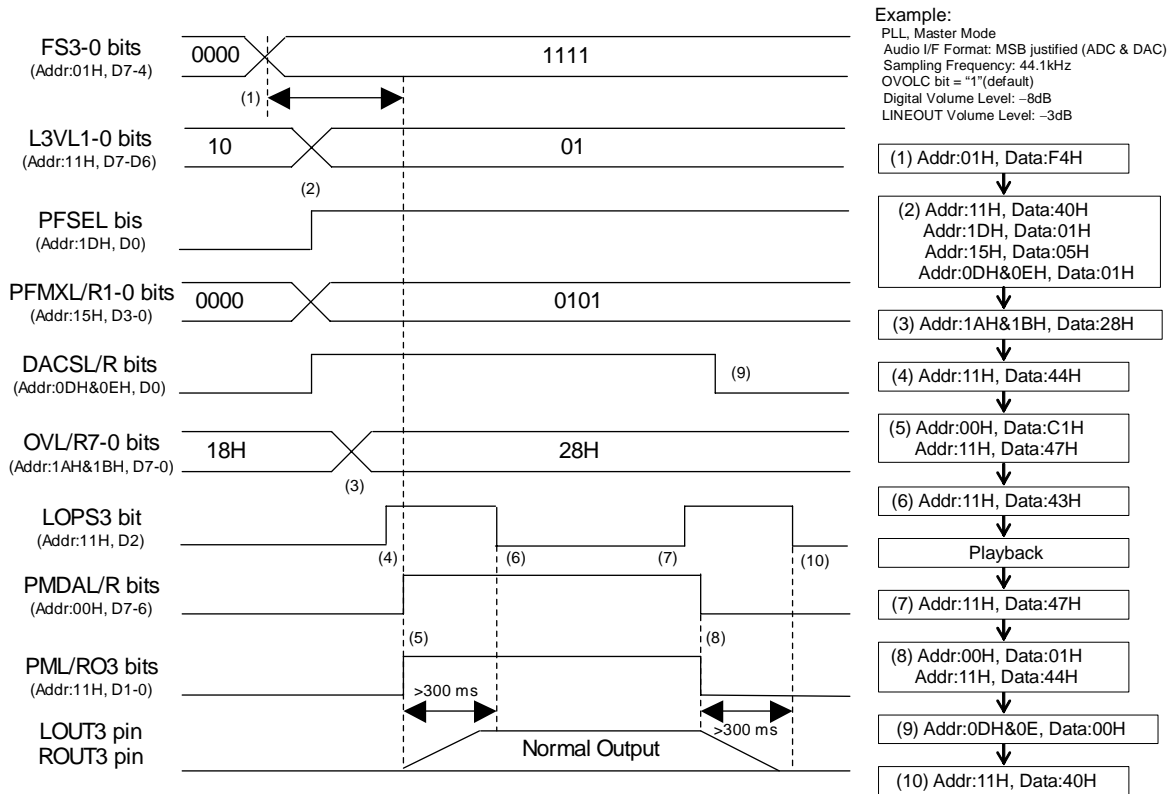 FS3-0 bits
(Addr:01H, D7-4)
0000
1111
(1)
L3VL1-0 bits
(Addr:11H, D7-D6)
10
01
(2)
PFSEL bis
(Addr:1DH, D0)
PFMXL/R1-0 bits
(Addr:15H, D3-0)
0000
0101
DACSL/R bits
(Addr:0DH&0EH, D0)
(9)
OVL/R7-0 bits
(Addr:1AH&1BH, D7-0)
18H
28H
(3)
LOPS3 bit
(Addr:11H, D2)
(4)
(6)
(7)
(10)
PMDAL/R bits
(Addr:00H, D7-6)
(5)
(8)
PML/RO3 bits
(Addr:11H, D1-0)
>300 ms
>300 ms
LOUT3 pin
ROUT3 pin
Normal Output
Example:
PLL, Master Mode
Audio I/F Format: MSB justified (ADC & DAC)
Sampling Frequency: 44.1kHz
OVOLC bit = “1”(default)
Digital Volume Level: −8dB
LINEOUT Volume Level: −3dB
(1) Addr:01H, Data:F4H
(2) Addr:11H, Data:40H
Addr:1DH, Data:01H
Addr:15H, Data:05H
Addr:0DH&0EH, Data:01H
(3) Addr:1AH&1BH, Data:28H
(4) Addr:11H, Data:44H
(5) Addr:00H, Data:C1H
Addr:11H, Data:47H
(6) Addr:11H, Data:43H
Playback
(7) Addr:11H, Data:47H
(8) Addr:00H, Data:01H
Addr:11H, Data:44H
(9) Addr:0DH&0E, Data:00H
(10) Addr:11H, Data:40H